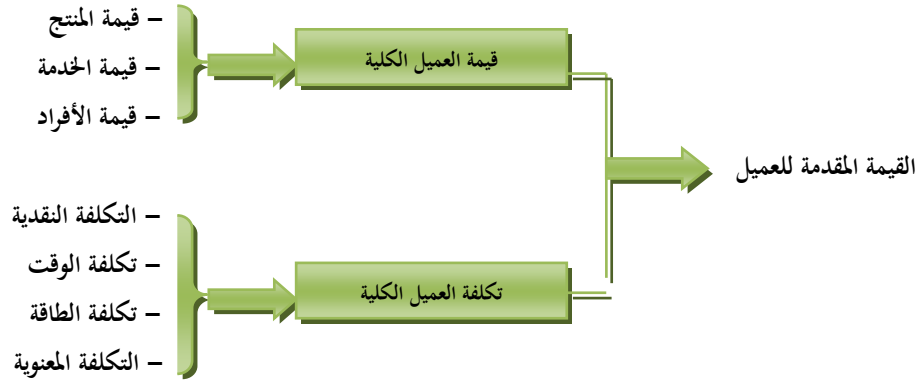 – قيمة المنتج
– قيمة الخدمة
– قيمة الأفراد
قيمة العميل الكلية
القيمة المقدمة للعميل
– التكلفة النقدية
– تكلفة الوقت
– تكلفة الطاقة
– التكلفة المعنوية
تكلفة العميل الكلية